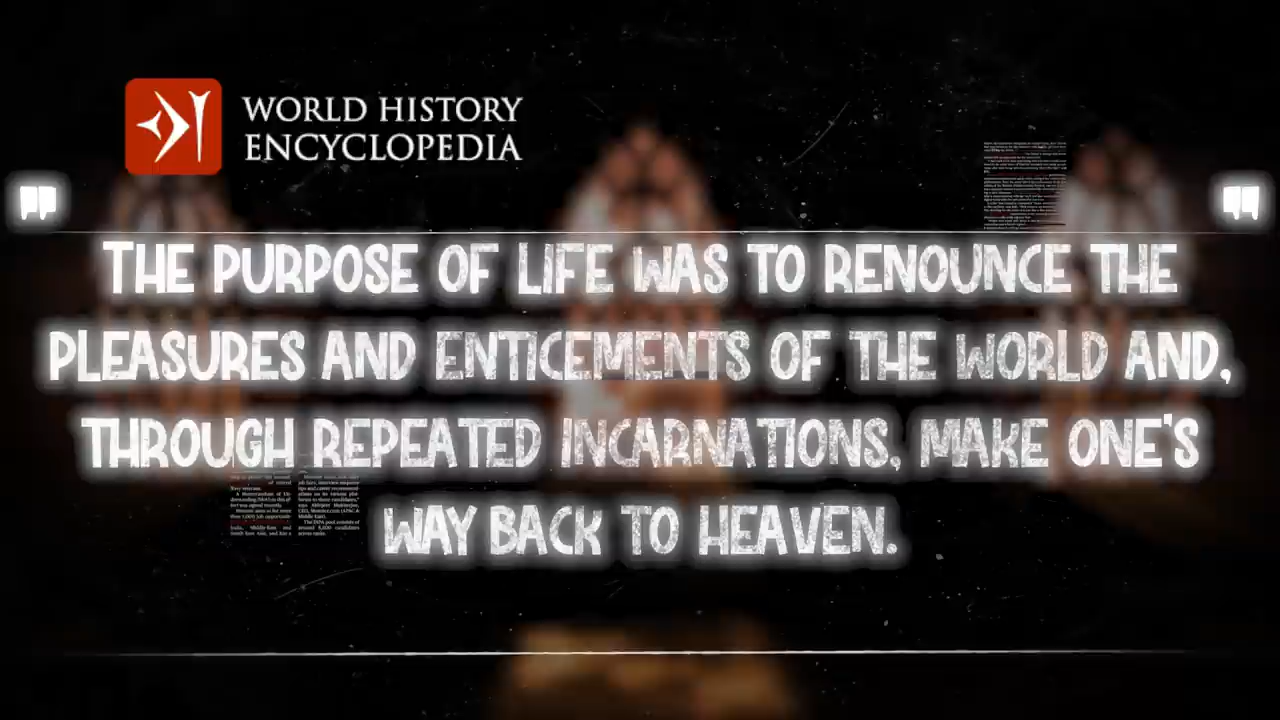 WORLD HISTORY
ENCYCLOPEDIA
"
"
THE PURPOSE OF LIFE WAS TO RENOUNCE THE
PLEASURES AND ENTICEMENTS OF THE WORLD AND,
THROUGH REPEATED INCARNATIONS, MAKE ONE'S
WAY BACK TO HEAVEN.